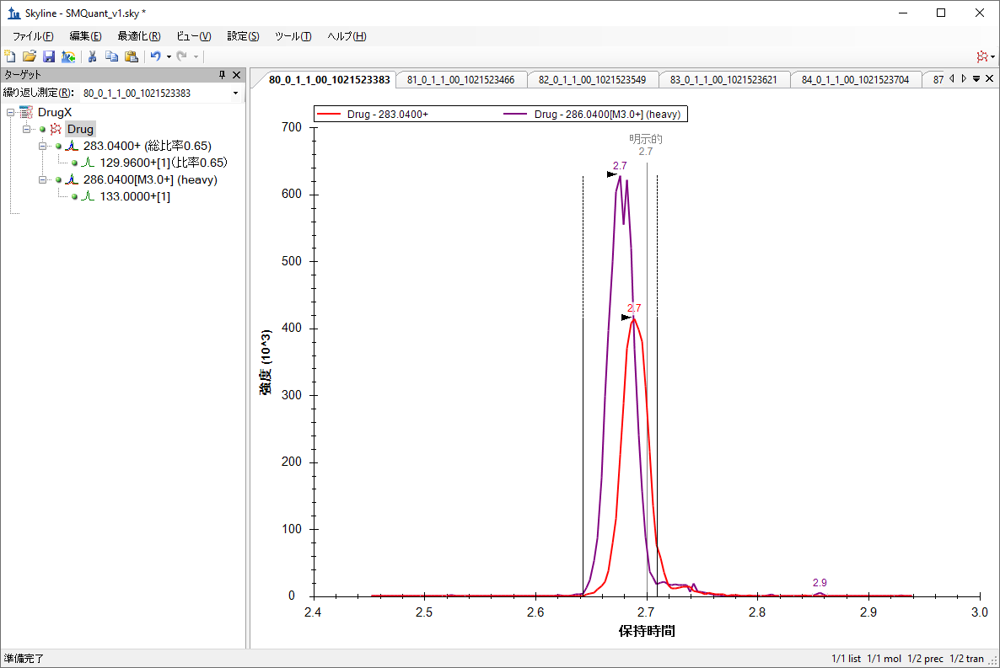 Skyline - SMQuant_v1.sky *
ファイル(F) 編集(E) 最適化(R) ビュー(V) 設定(S) ツール(T) ヘルプ(H)
ターゲット
繰り返し測定(R): 80_0_1_1_00_1021523383
DrugX
Drug
283.0400+ (総比率0.65)
129.9600+[1](比率0.65)
286.0400[M3.0+] (heavy)
133.0000+[1]
80_0_1_1_00_1021523383 81_0_1_1_00_1021523466 82_0_1_1_00_1021523549 83_0_1_1_00_1021523621 84_0_1_1_00_1021523704 87
Drug - 283.0400+ Drug - 286.0400[M3.0+] (heavy)
明示的
2.7
2.7
2.7
2.9
700
600
500
400
300
200
100
0
強度 (10^3)
2.4 2.5 2.6 2.7 2.8 2.9 3.0
保持時間
準備完了
1/1 list 1/1 mol 1/2 prec 1/2 tran